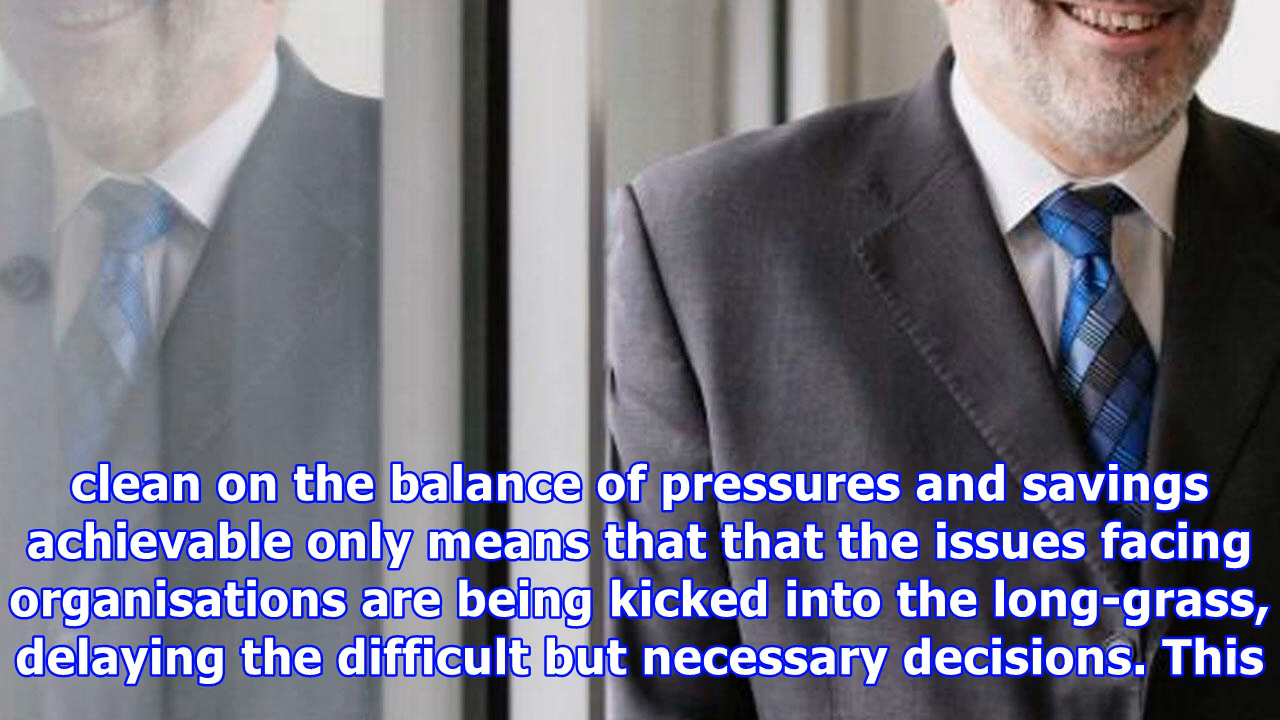 clean on the balance of pressures and savings
achievable only means that that the issues facing
organisations are being kicked into the long-grass,
delaying the difficult but necessary decisions. This